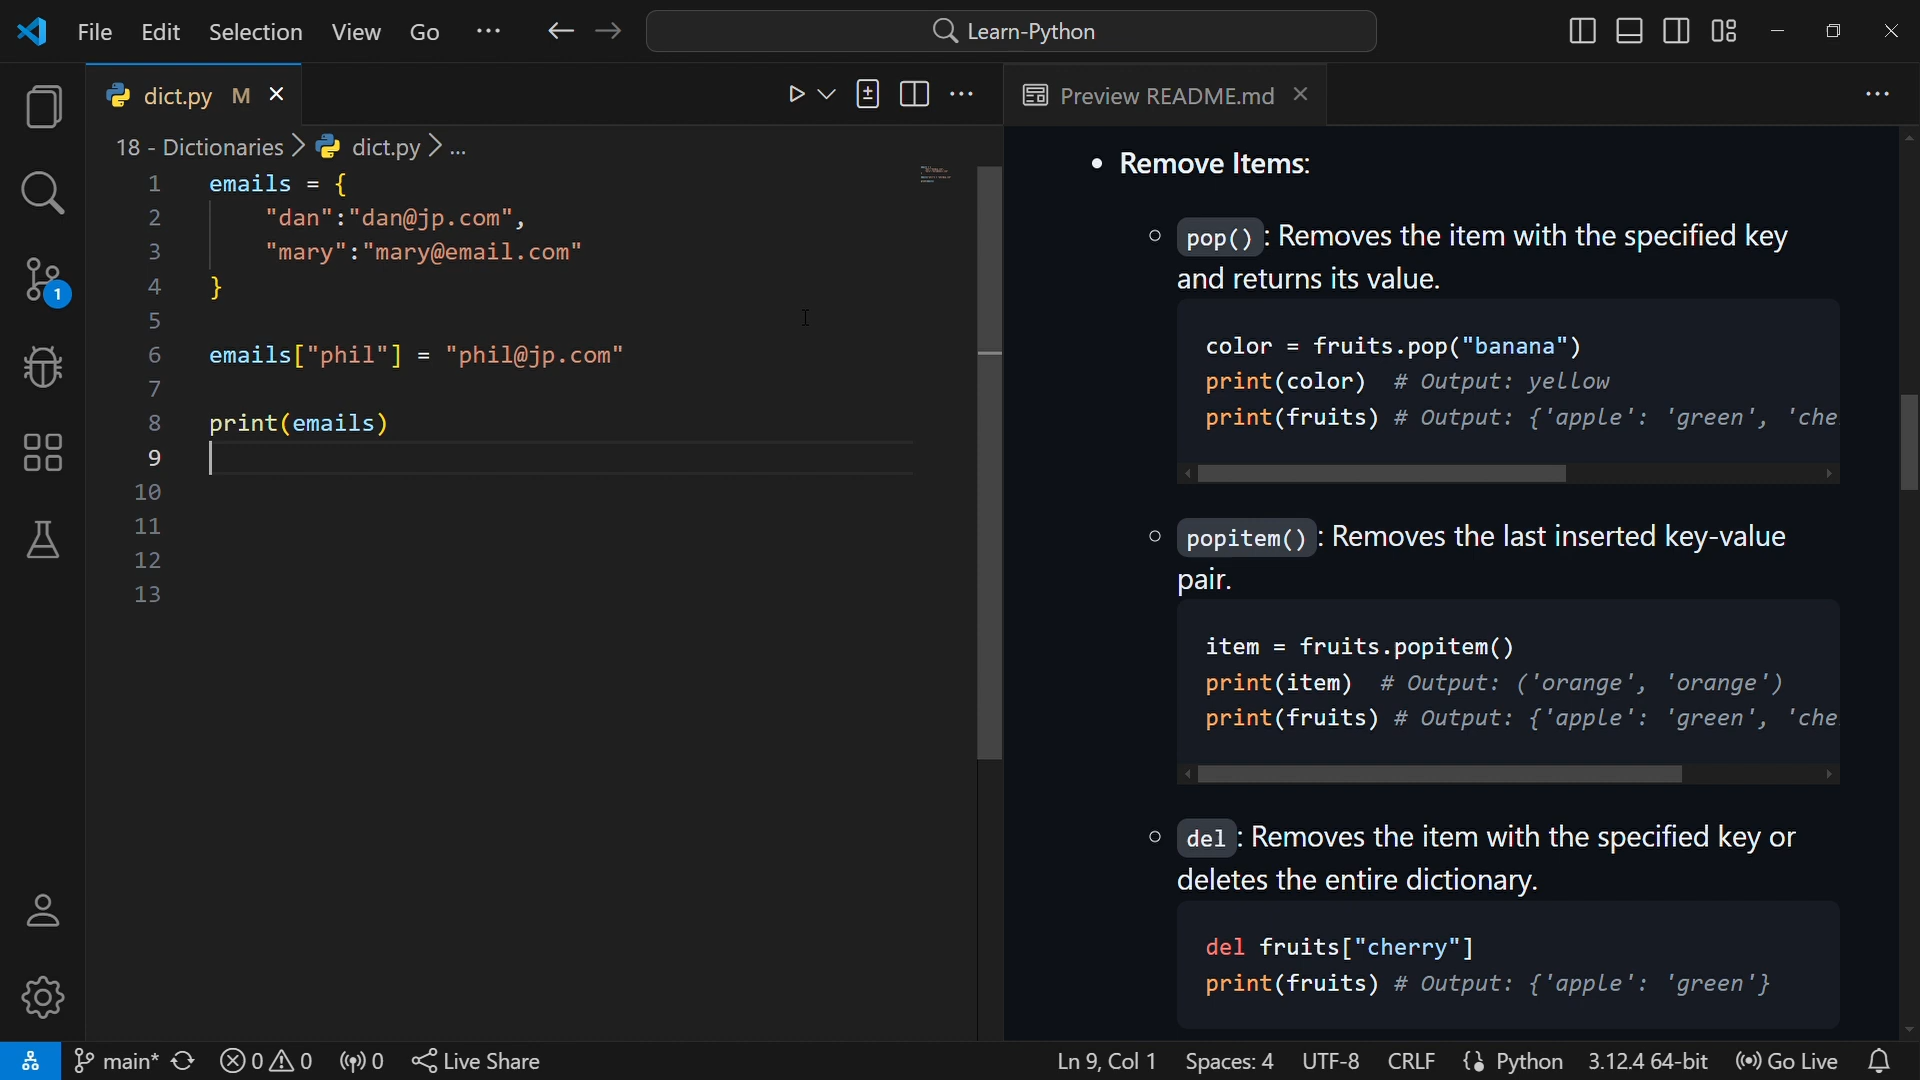 File Edit Selection View Go ··· Learn-Python
dict.py M
18 - Dictionaries > dict.py > ...
1 emails = {
2 "dan":"dan@jp.com",
3 "mary":"mary@email.com"
4 }
5
6 emails["phil"] = "phil@jp.com"
7
8 print(emails)
9
10
11
12
13
1
Preview README.md
• Remove Items:
pop() : Removes the item with the specified key
and returns its value.
color = fruits.pop("banana")
print(color) # Output: yellow
print(fruits) # Output: {'apple': 'green', 'che
popitem() : Removes the last inserted key-value
pair.
item = fruits.popitem()
print(item) # Output: ('orange', 'orange')
print(fruits) # Output: {'apple': 'green', 'che
del : Removes the item with the specified key or
deletes the entire dictionary.
del fruits["cherry"]
print(fruits) # Output: {'apple': 'green'}
main* 0 0 0 Live Share Ln 9, Col 1 Spaces: 4 UTF-8 CRLF {} Python 3.12.4 64-bit Go Live